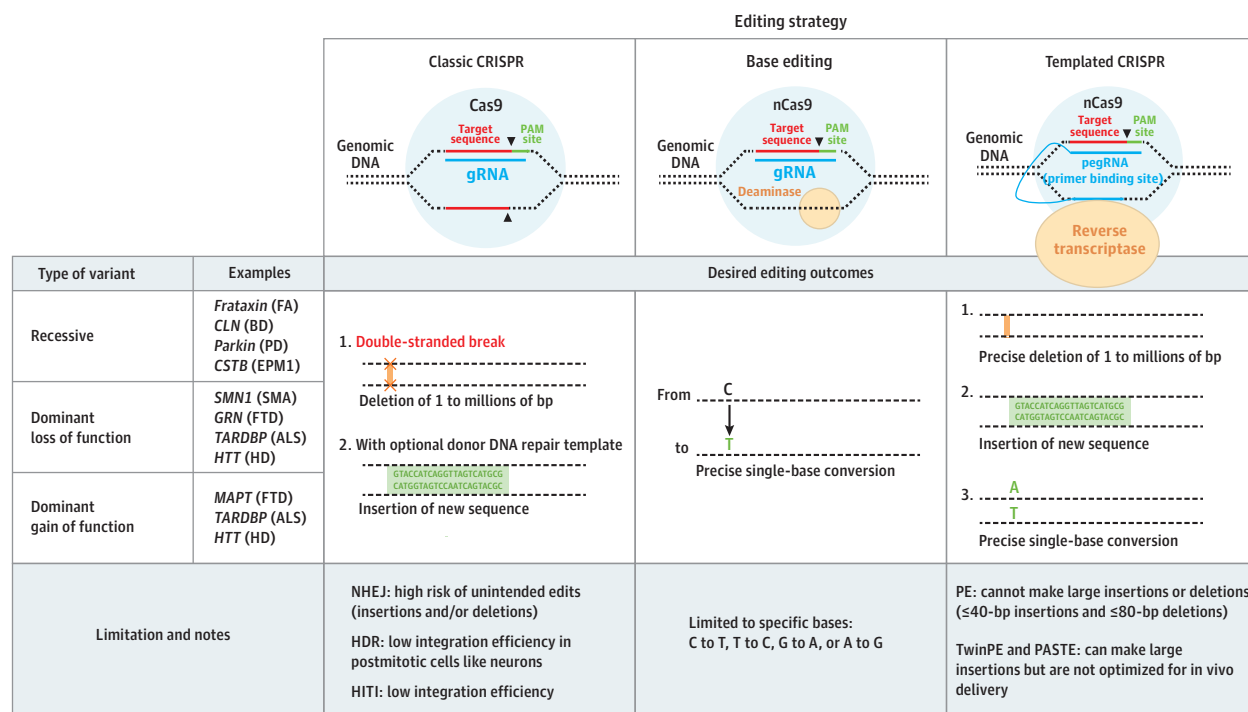 Editing strategy
Classic CRISPR
Cas9
Target
sequence
PAM
site
Genomic
DNA
gRNA
Base editing
nCas9
Target
sequence
PAM
site
Genomic
DNA
gRNA
Deaminase
Templated CRISPR
nCas9
Target
sequence
PAM
site
Genomic
DNA
pegRNA
(primer binding site)
Reverse
transcriptase
Type of variant
Examples
Desired editing outcomes
Recessive
Frataxin (FA)
CLN (BD)
Parkin (PD)
CSTB (EPM1)
Dominant
loss of function
SMN1 (SMA)
GRN (FTD)
TARDBP (ALS)
HTT (HD)
Dominant
gain of function
MAPT (FTD)
TARDBP (ALS)
HTT (HD)
1. Double-stranded break
Deletion of 1 to millions of bp
2. With optional donor DNA repair template
GTACCATCAGGTTAGTCATGCG
CATGGTAGTCCAATCAGTACGC
Insertion of new sequence
From
C
to
T
Precise single-base conversion
1.
Precise deletion of 1 to millions of bp
2.
GTACCATCAGGTTAGTCATGCG
CATGGTAGTCCAATCAGTACGC
Insertion of new sequence
3.
A
T
Precise single-base conversion
Limitation and notes
NHEJ: high risk of unintended edits
(insertions and/or deletions)
HDR: low integration efficiency in
postmitotic cells like neurons
HITI: low integration efficiency
Limited to specific bases:
C to T, T to C, G to A, or A to G
PE: cannot make large insertions or deletions
(≤40-bp insertions and ≤80-bp deletions)
TwinPE and PASTE: can make large
insertions but are not optimized for in vivo
delivery